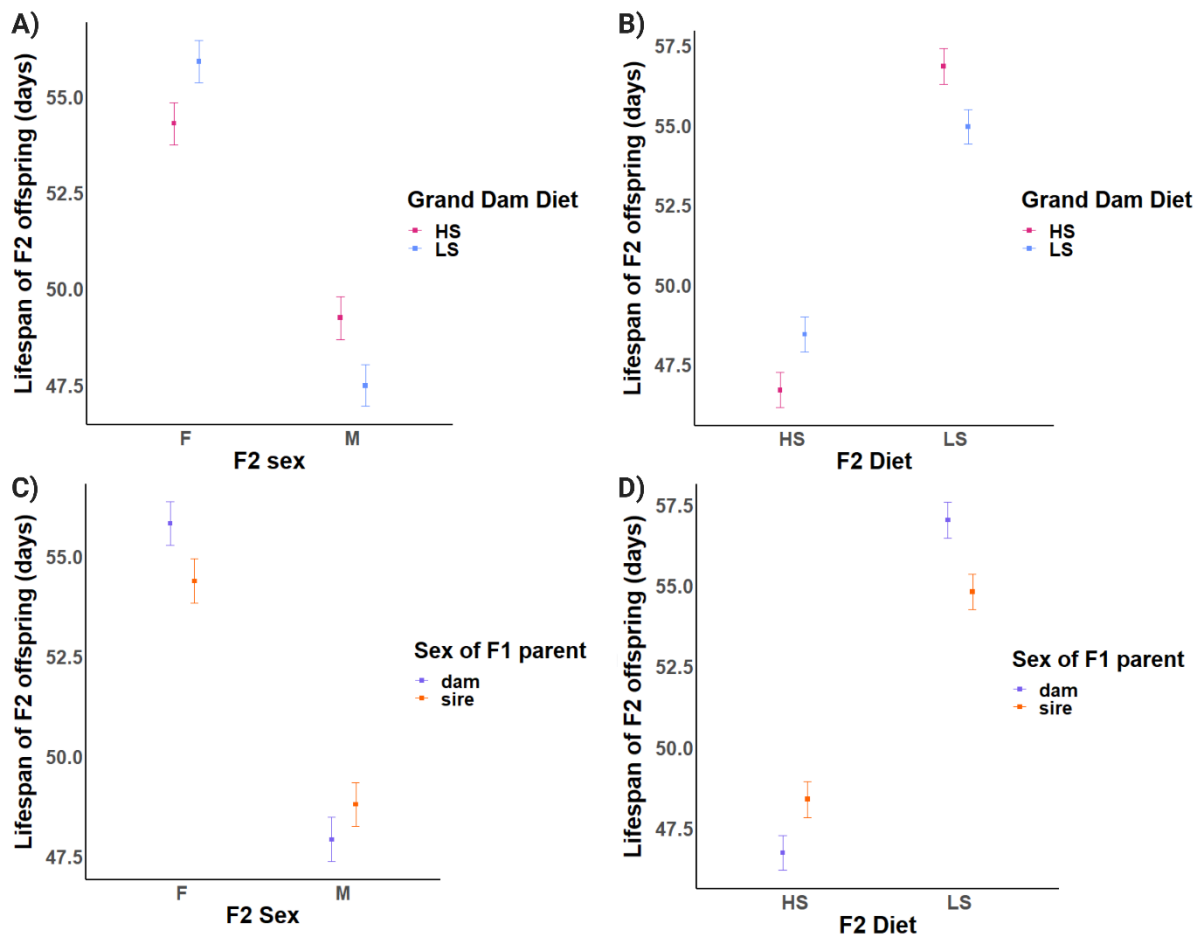 A)
Lifespan of F2 offspring (days)
55.0
52.5
50.0
47.5
F
M
F2 sex
Grand Dam Diet
HS
LS
B)
Lifespan of F2 offspring (days)
57.5
55.0
52.5
50.0
47.5
HS
LS
F2 Diet
Grand Dam Diet
HS
LS
C)
Lifespan of F2 offspring (days)
55.0
52.5
50.0
47.5
F
M
F2 Sex
Sex of F1 parent
dam
sire
D)
Lifespan of F2 offspring (days)
57.5
55.0
52.5
50.0
47.5
HS
LS
F2 Diet
Sex of F1 parent
dam
sire